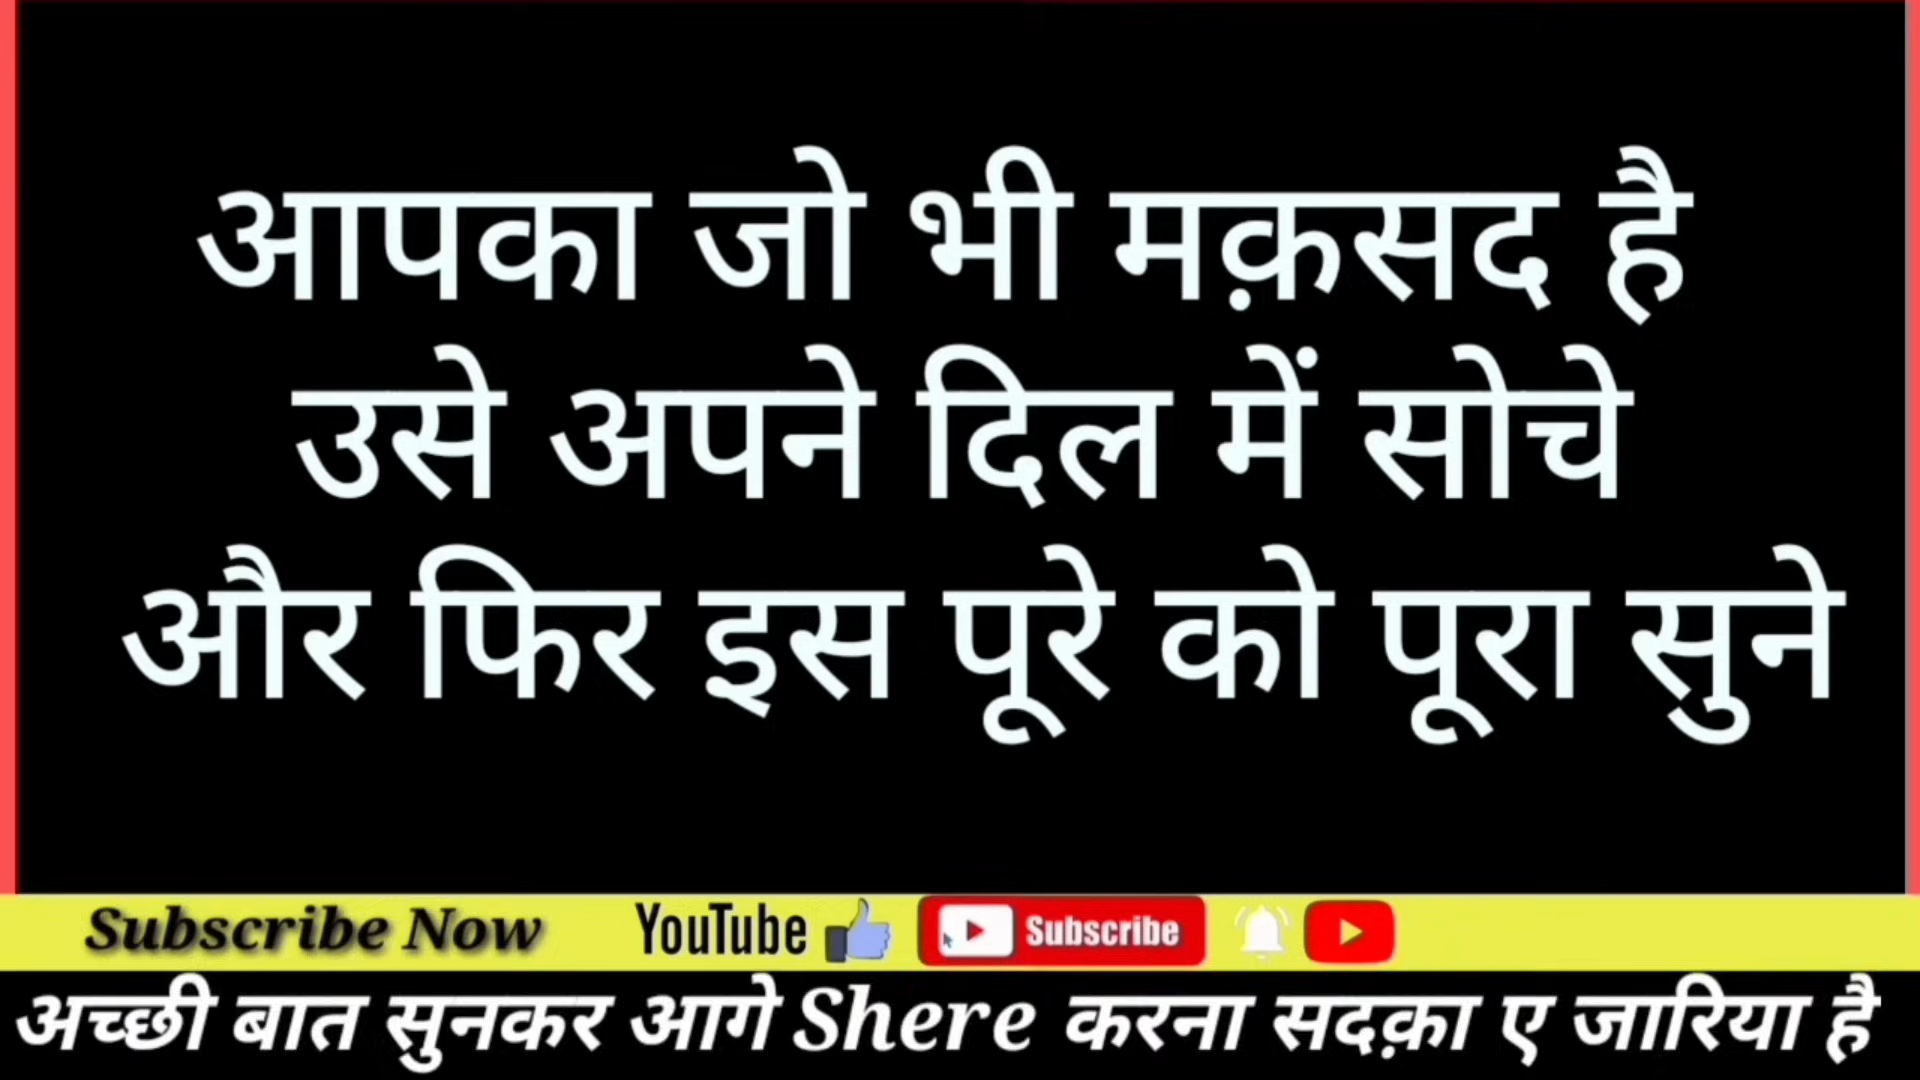 आपका जो भी मक़सद है
उसे अपने दिल में सोचे
और फिर इस पूरे को पूरा सुने
Subscribe Now YouTube Subscribe
अच्छी बात सुनकर आगे Shere करना सदक़ा ए जारिया है